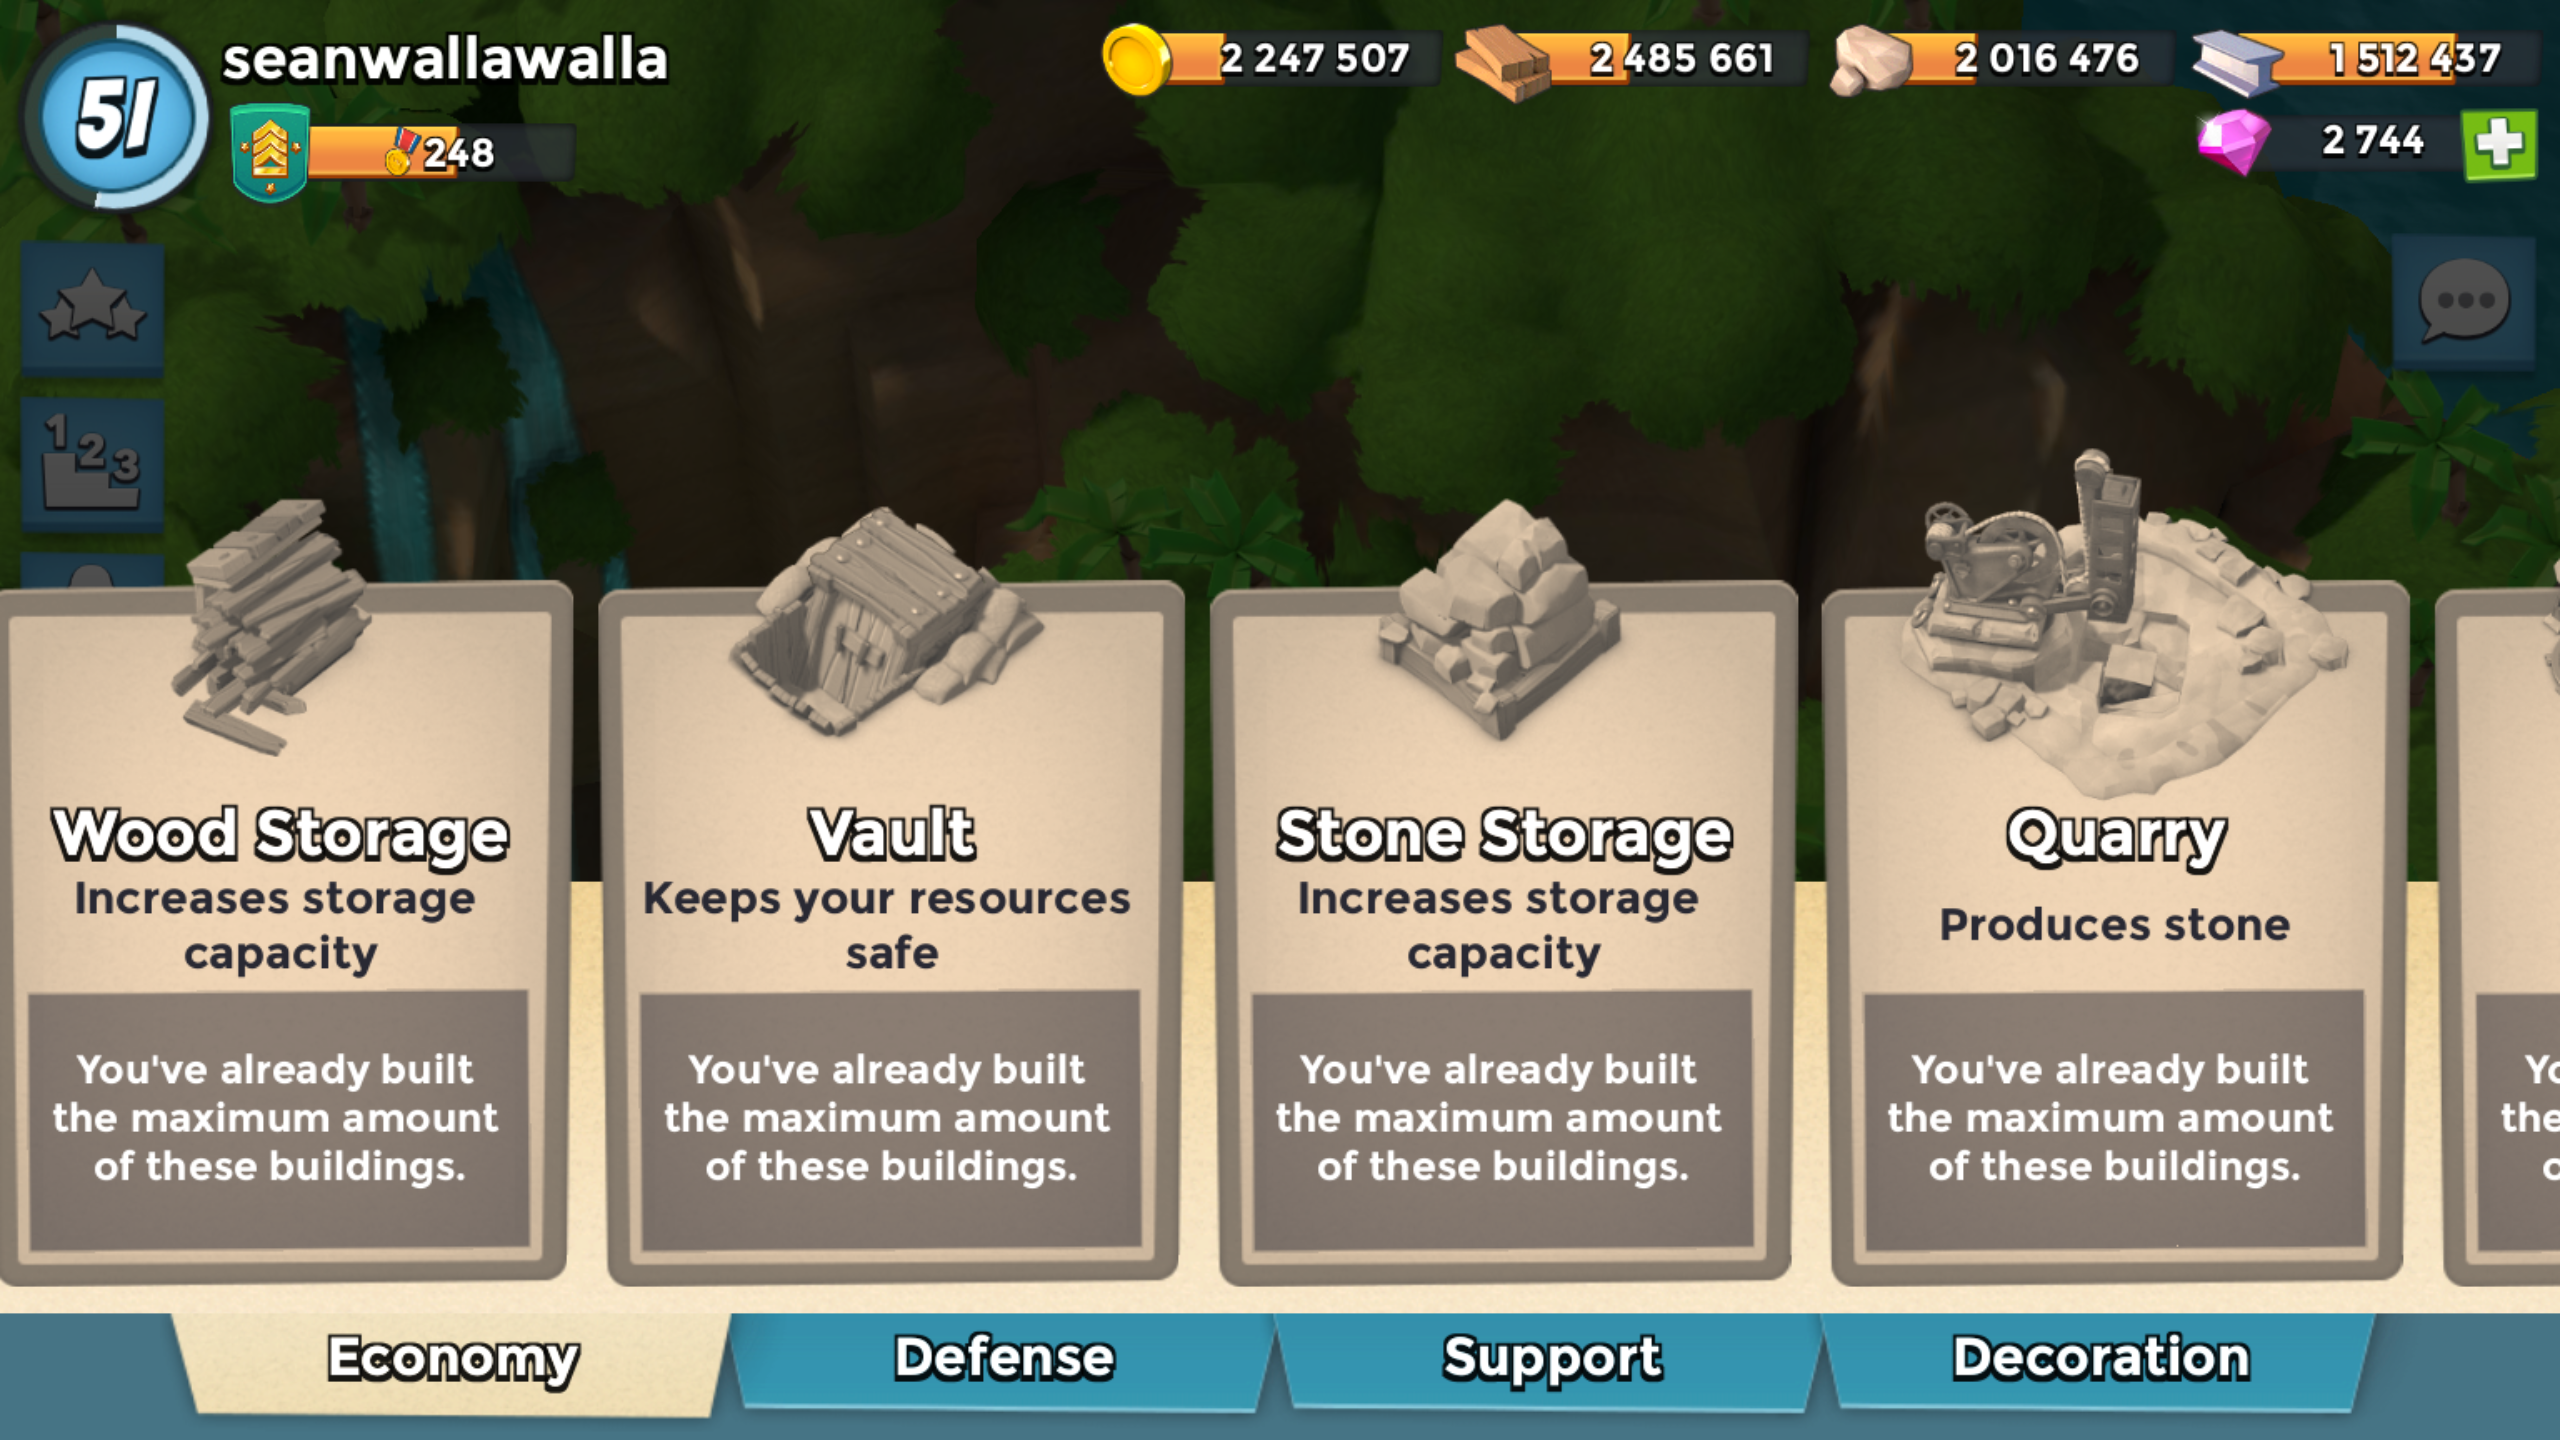 51
seanwallawalla
248
2 247 507
2 485 661
2 016 476
1 512 437
2 744
1 2 3
Wood Storage
Increases storage
capacity
You've already built
the maximum amount
of these buildings.
Vault
Keeps your resources
safe
You've already built
the maximum amount
of these buildings.
Stone Storage
Increases storage
capacity
You've already built
the maximum amount
of these buildings.
Quarry
Produces stone
You've already built
the maximum amount
of these buildings.
Economy
Defense
Support
Decoration